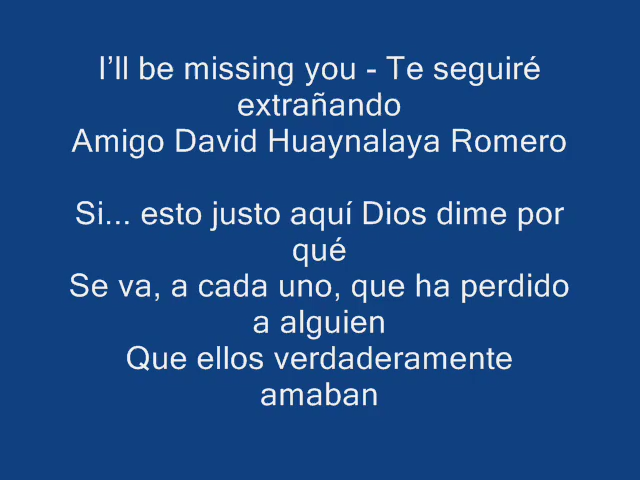 I’ll be missing you - Te seguiré
extrañando
Amigo David Huaynalaya Romero
Si... esto justo aquí Dios dime por
qué
Se va, a cada uno, que ha perdido
a alguien
Que ellos verdaderamente
amaban